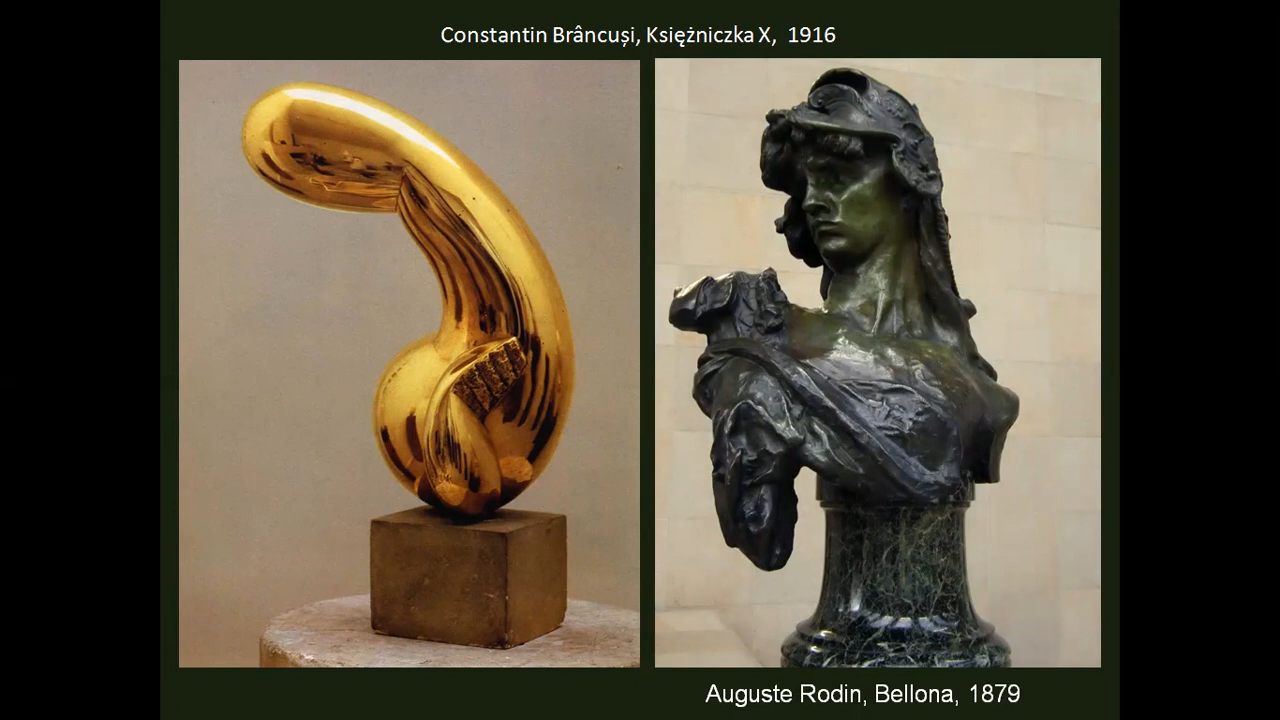 Constantin Brâncuși, Księżniczka X, 1916
Auguste Rodin, Bellona, 1879